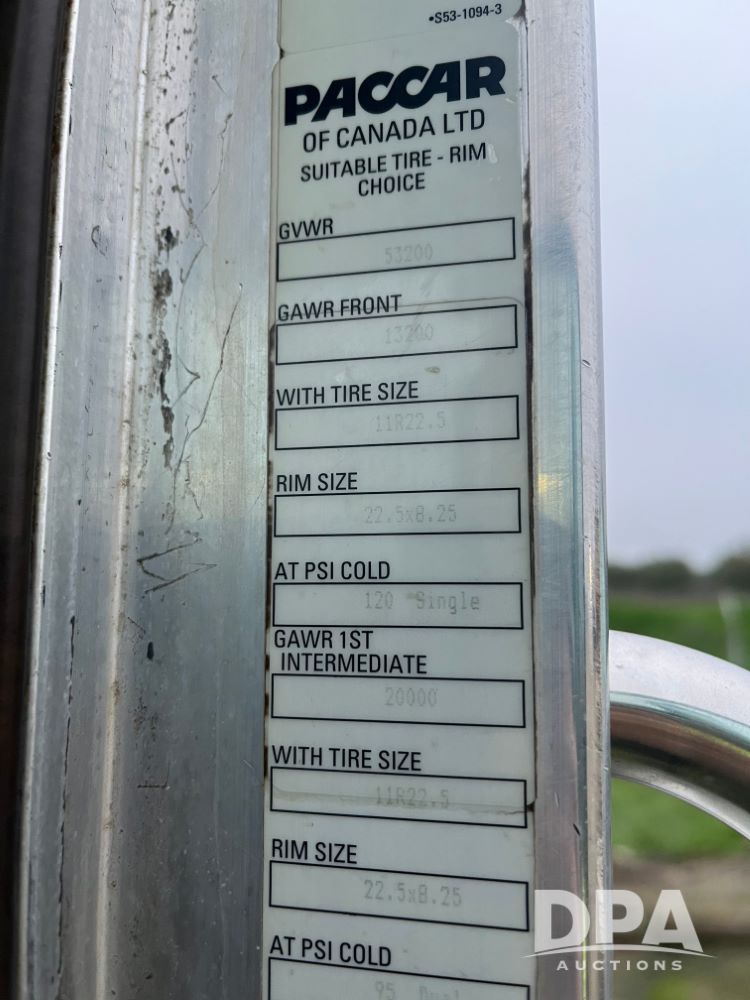 •S53-1094-3
PACCAR
OF CANADA LTD
SUITABLE TIRE - RIM
CHOICE
GVWR
53200
GAWR FRONT
13200
WITH TIRE SIZE
11R22.5
RIM SIZE
22.5x8.25
AT PSI COLD
120 Single
GAWR 1ST
INTERMEDIATE
20000
WITH TIRE SIZE
11R22.5
RIM SIZE
22.5x8.25
AT PSI COLD
95 Dual
DPA
AUCTIONS